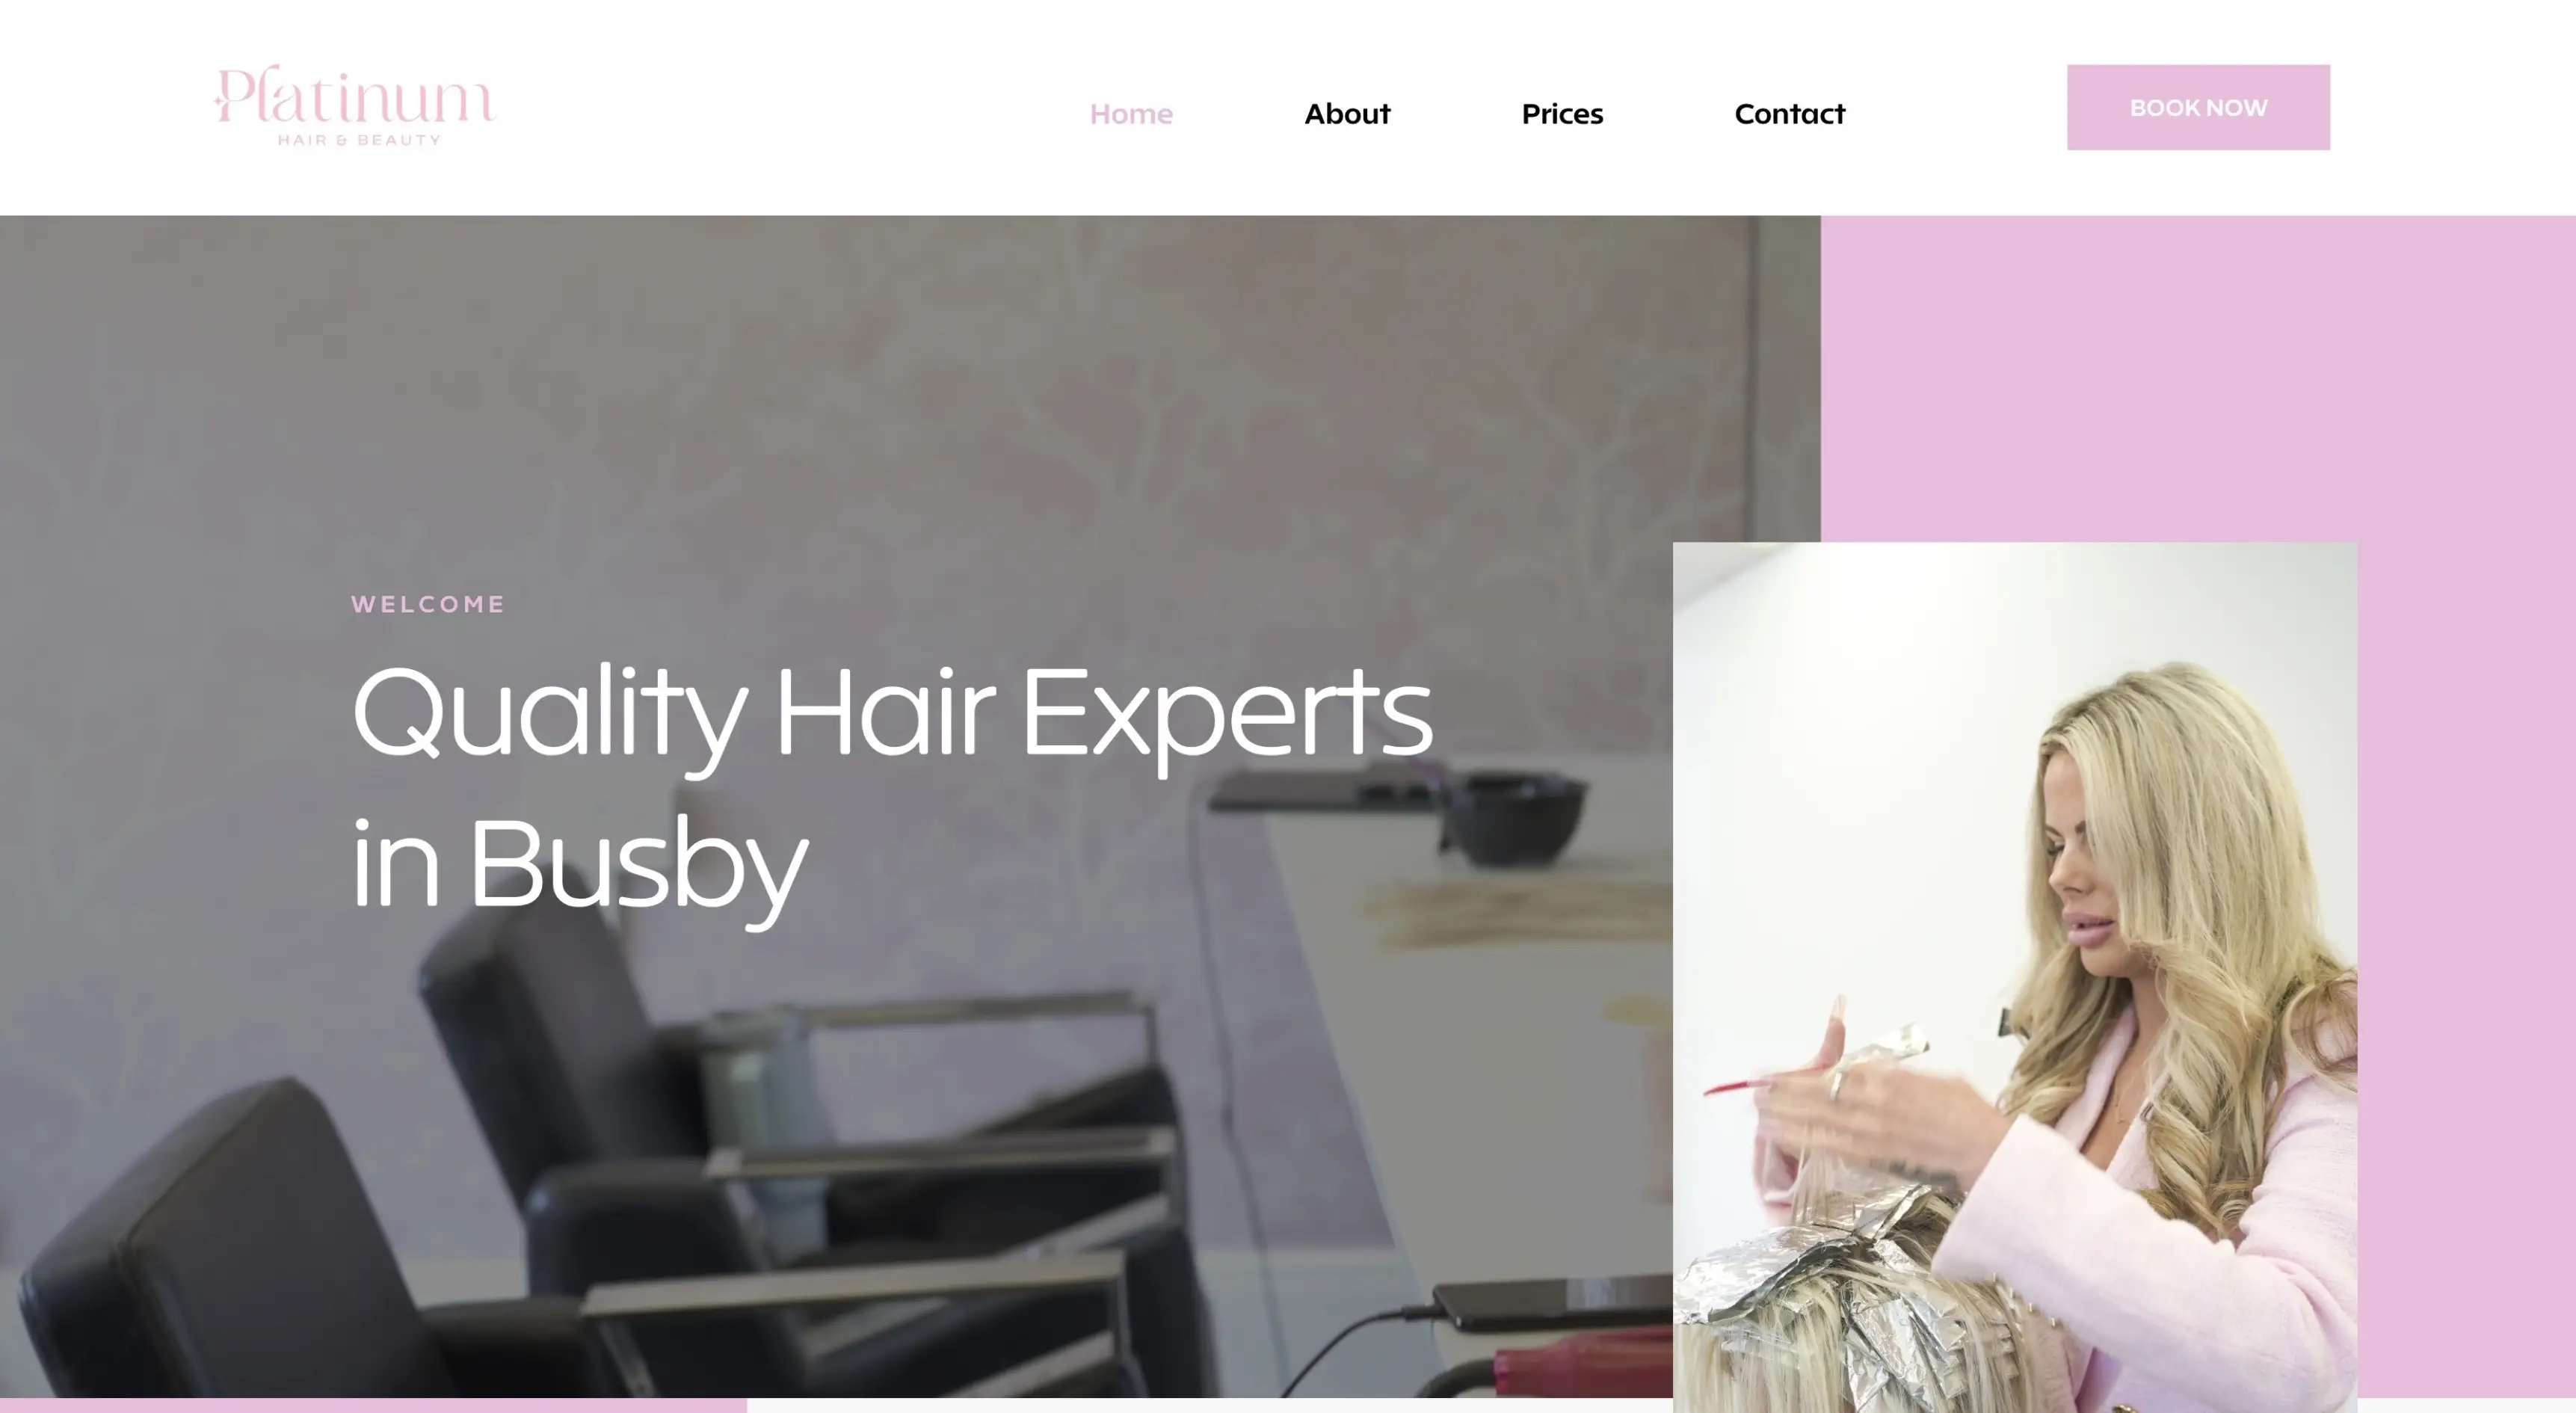 Platinum
HAIR & BEAUTY
Home
About
Prices
Contact
BOOK NOW
WELCOME
Quality Hair Experts
in Busby